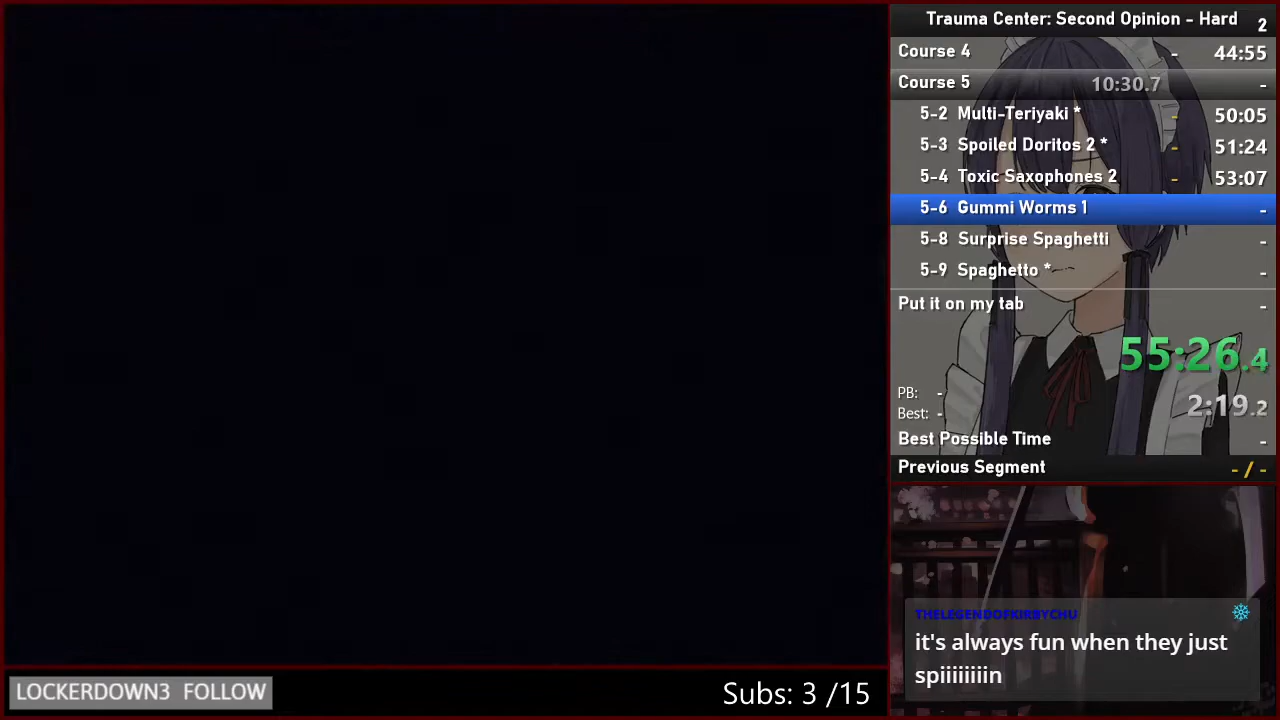 Trauma Center: Second Opinion - Hard 2
Course 4 - 44:55
Course 5 10:30.7 -
5-2 Multi-Teriyaki * - 50:05
5-3 Spoiled Doritos 2 * - 51:24
5-4 Toxic Saxophones 2 - 53:07
5-6 Gummi Worms 1 -
5-8 Surprise Spaghetti -
5-9 Spaghetto * -
Put it on my tab -
55:26.4
PB: -
2:19.2
Best: -
Best Possible Time -
Previous Segment - / -
THELEGENDOFKIRBYCHU
it's always fun when they just
spiiiiiiiin
LOCKERDOWN3 FOLLOW
Subs: 3 /15